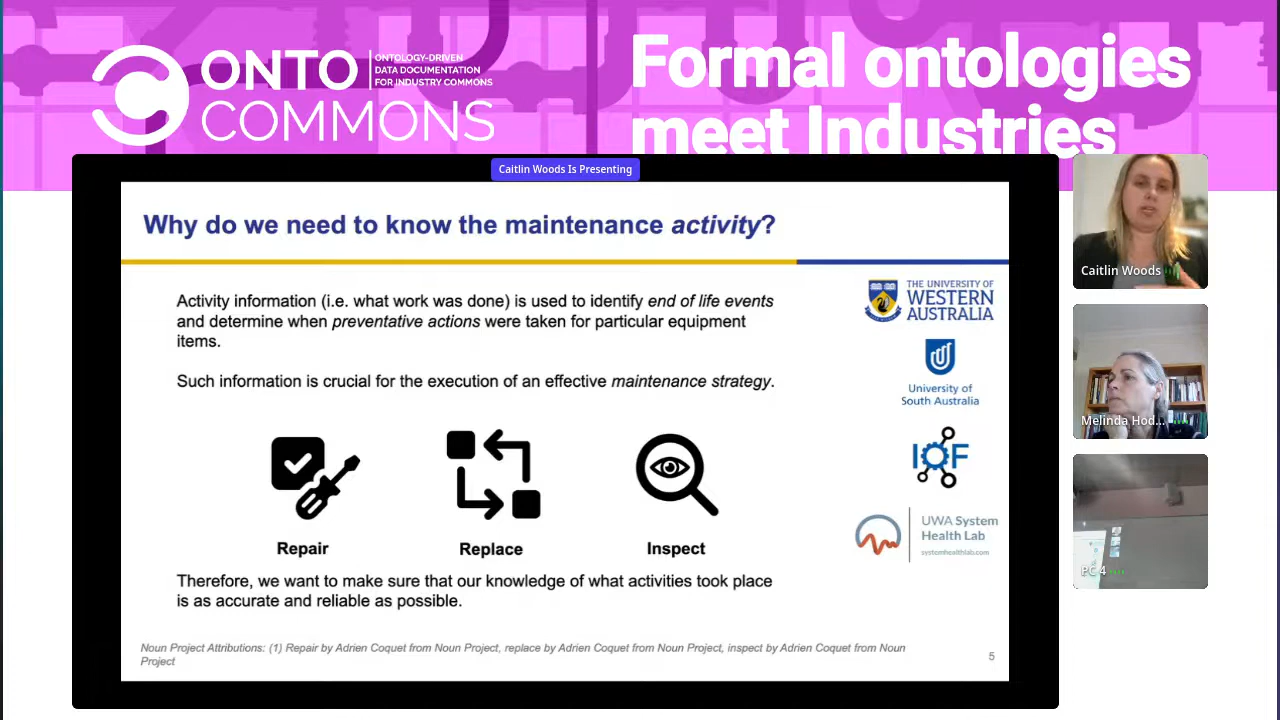 ONTO
COMMONS
ONTOLOGY-DRIVEN
DATA DOCUMENTATION
FOR INDUSTRY COMMONS
Formal ontologies
meet Industries
Caitlin Woods Is Presenting
Why do we need to know the maintenance activity?
Activity information (i.e. what work was done) is used to identify end of life events
and determine when preventative actions were taken for particular equipment
items.
Such information is crucial for the execution of an effective maintenance strategy.
Repair
Replace
Inspect
Therefore, we want to make sure that our knowledge of what activities took place
is as accurate and reliable as possible.
Noun Project Attributions: (1) Repair by Adrien Coquet from Noun Project, replace by Adrien Coquet from Noun Project, inspect by Adrien Coquet from Noun
Project
5
THE UNIVERSITY OF
WESTERN
AUSTRALIA
University of
South Australia
IOF
UWA System
Health Lab
systemhealthlab.com
Caitlin Woods
Melinda Hod...
PC 4